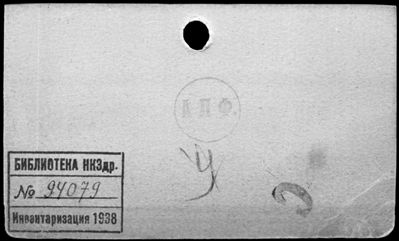 А П Ф.
БИБЛИОТЕКА НКЗдр.
№ 94079
Инвентаризация 1938